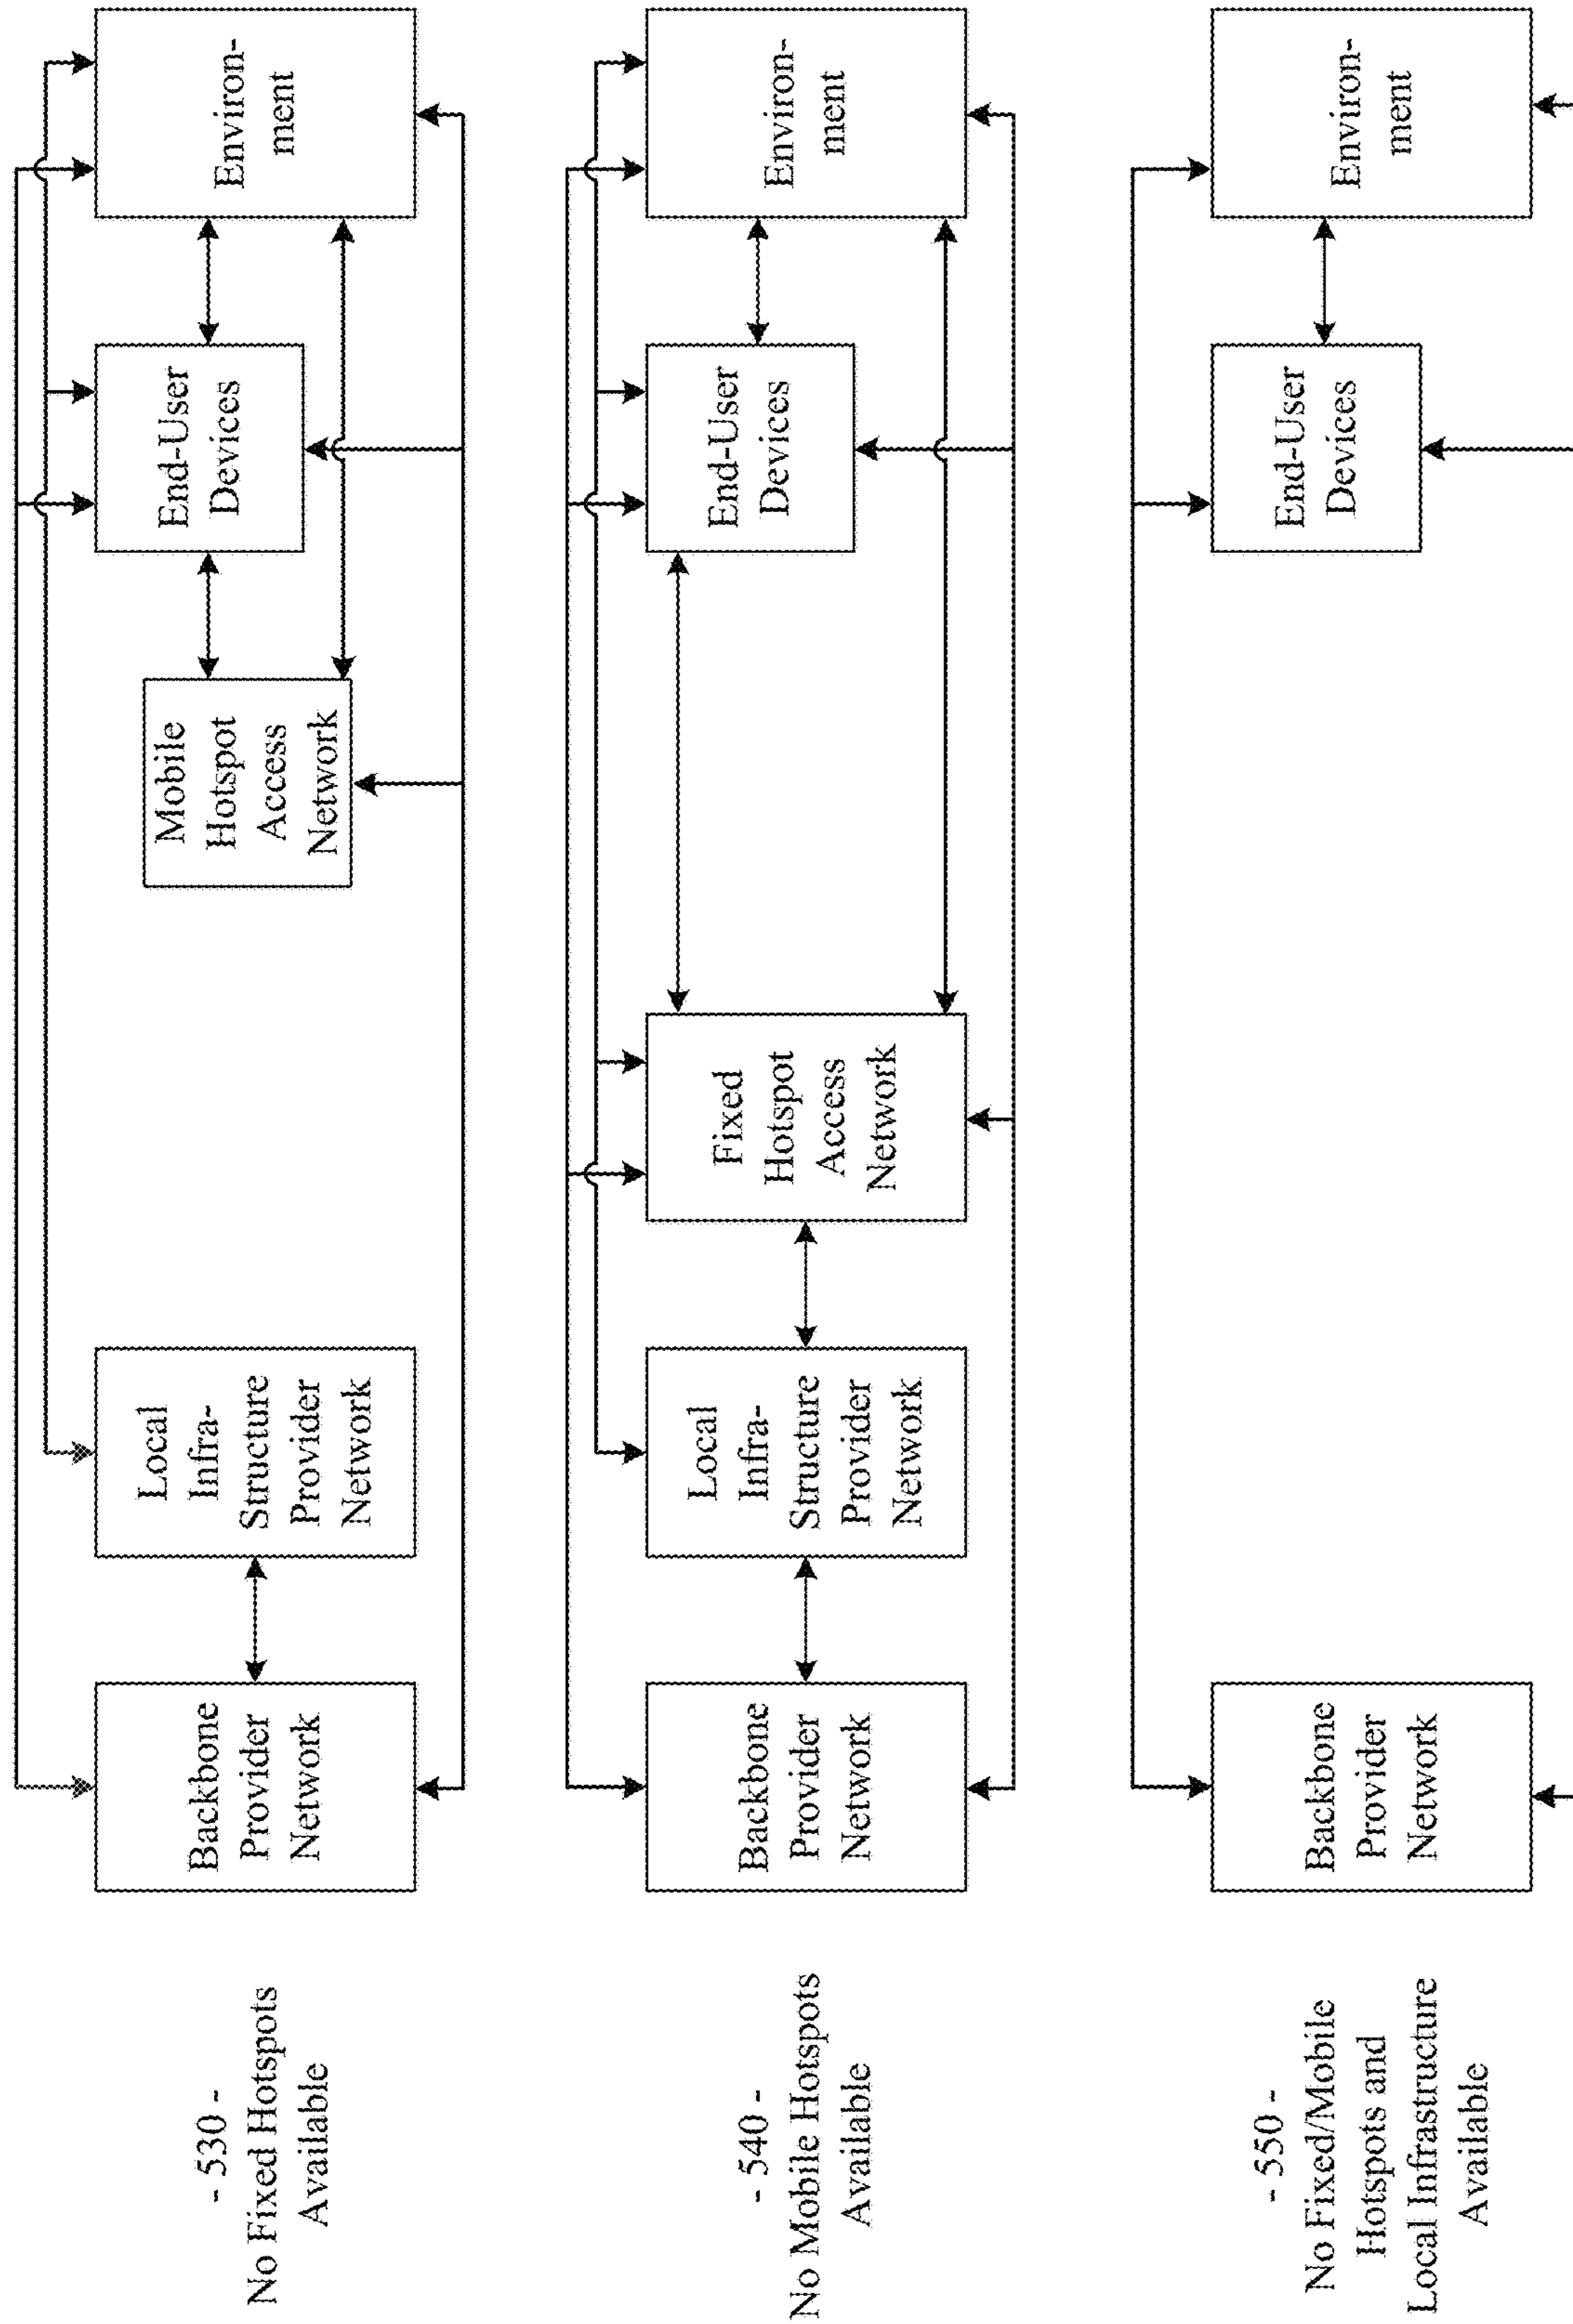 - 530 -
No Fixed Hotspots
Available
Backbone
Provider
Network
Local
Infra-
Structure
Provider
Network
Mobile
Hotspot
Access
Network
End-User
Devices
Environ-
ment
- 540 -
No Mobile Hotspots
Available
Backbone
Provider
Network
Local
Infra-
Structure
Provider
Network
Fixed
Hotspot
Access
Network
End-User
Devices
Environ-
ment
- 550 -
No Fixed/Mobile
Hotspots and
Local Infrastructure
Available
Backbone
Provider
Network
End-User
Devices
Environ-
ment